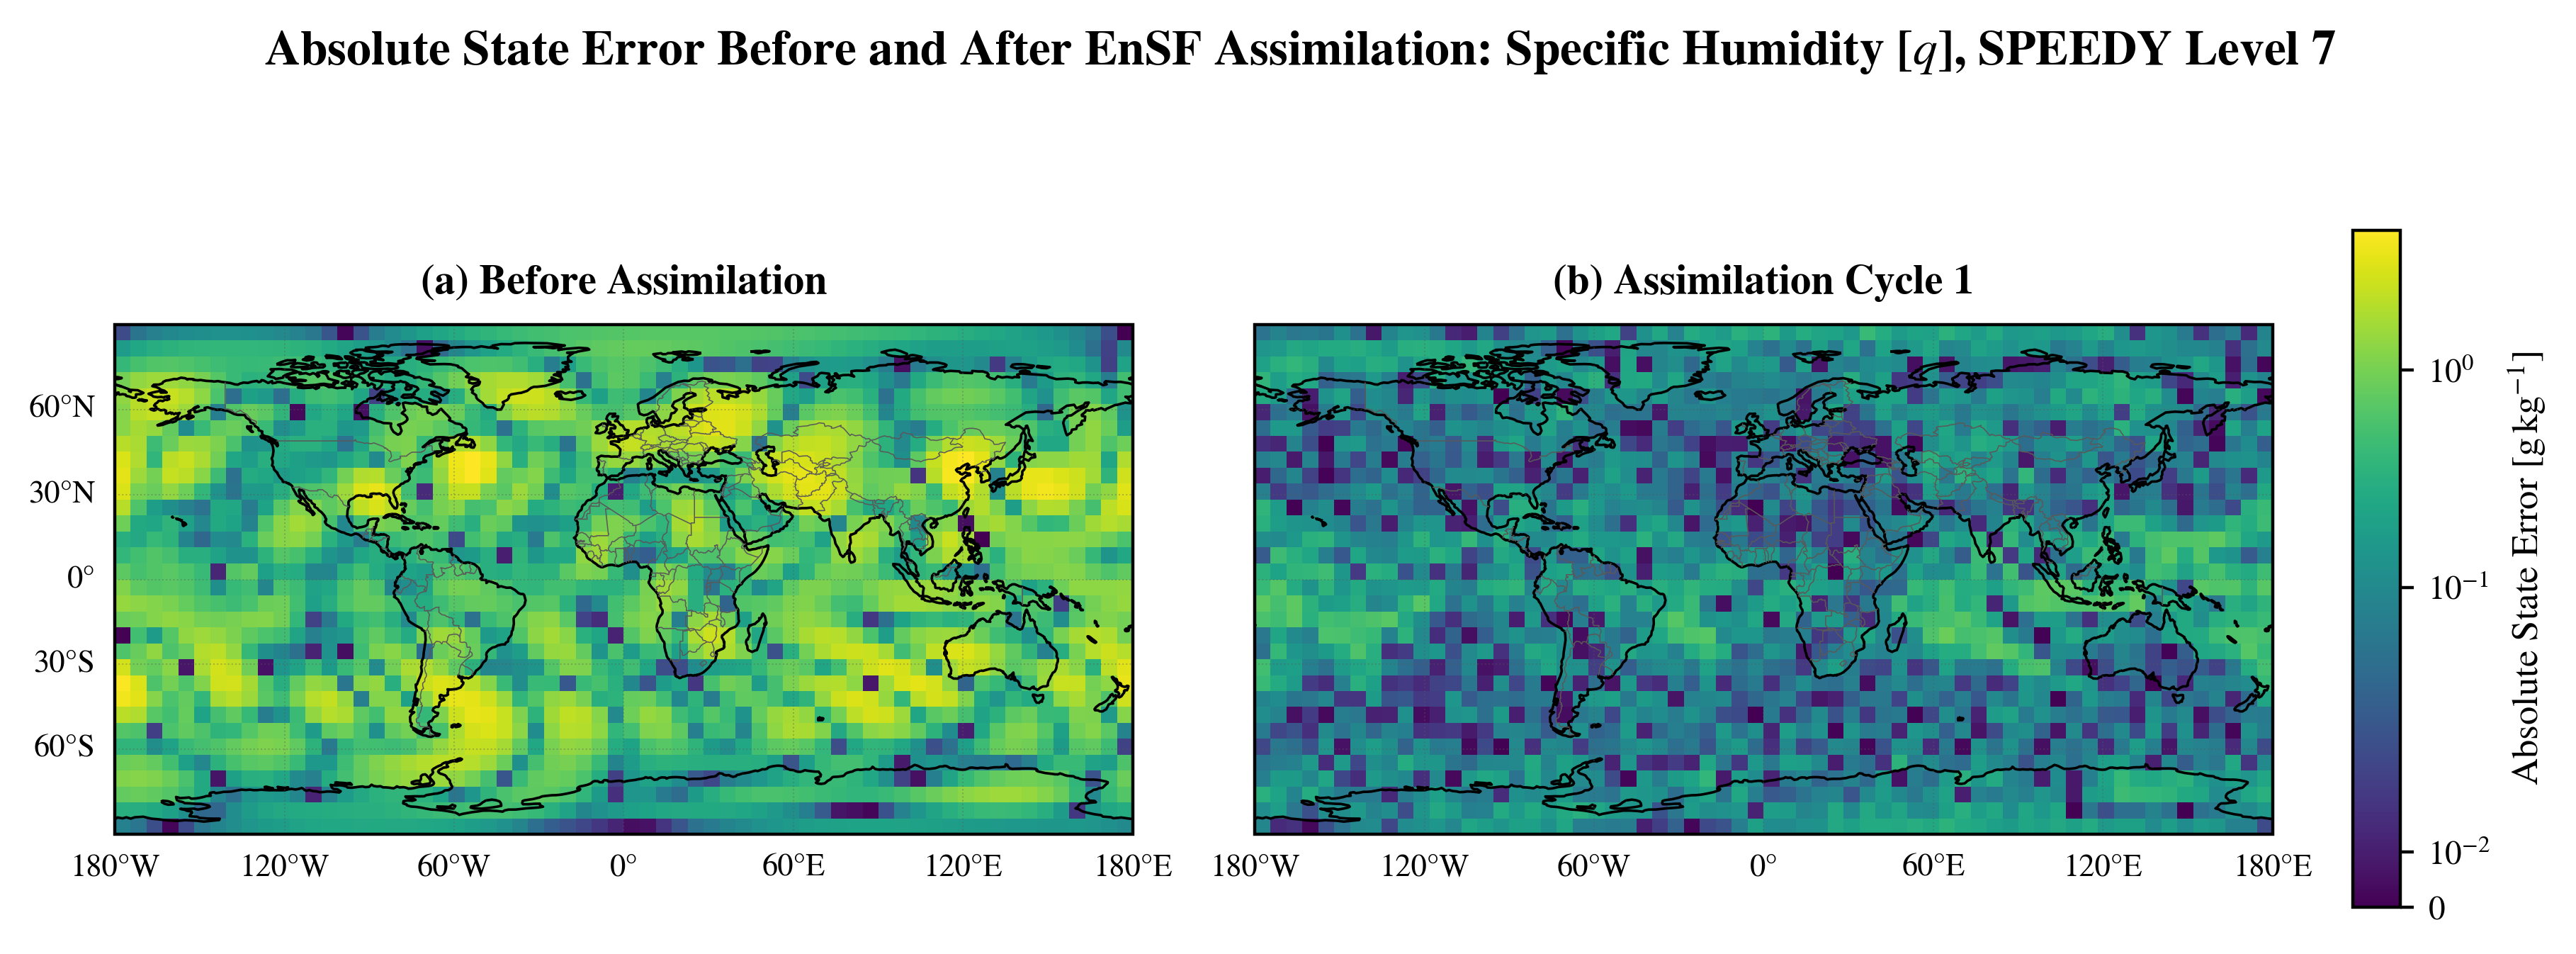 Absolute State Error Before and After EnSF Assimilation: Specific Humidity [q], SPEEDY Level 7
(a) Before Assimilation
(b) Assimilation Cycle 1
60°N
30°N
0°
30°S
60°S
180°W 120°W 60°W 0° 60°E 120°E 180°E
180°W 120°W 60°W 0° 60°E 120°E 180°E
10⁰
10⁻¹
10⁻²
0
Absolute State Error [g kg⁻¹]